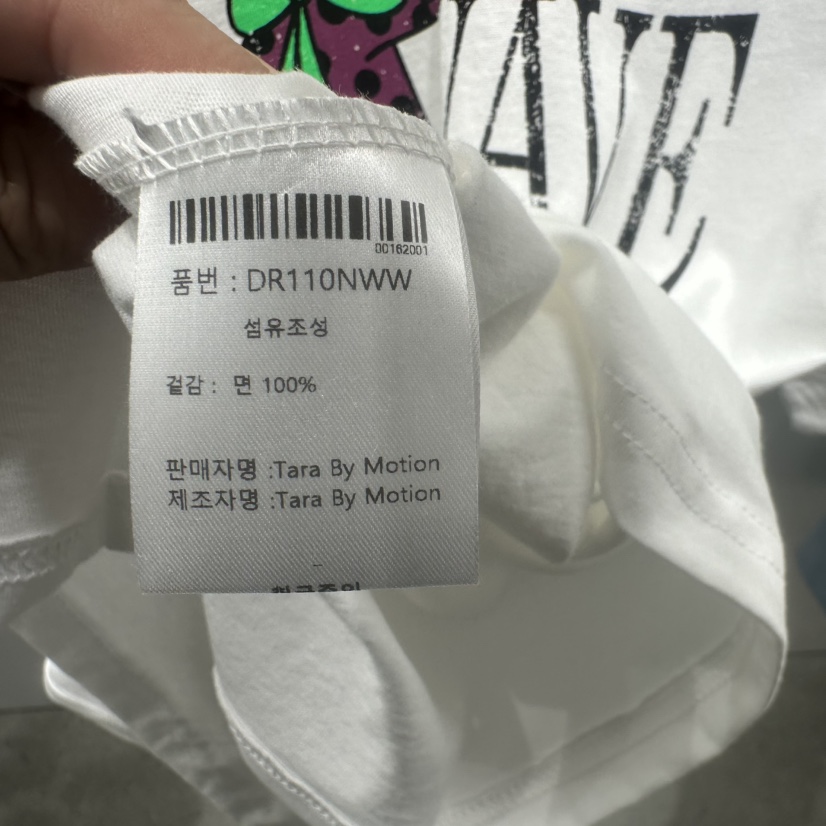 AVE
00162001
품번 : DR110NWW
섬유조성
겉감 : 면 100%
판매자명 :Tara By Motion
제조자명 :Tara By Motion
-